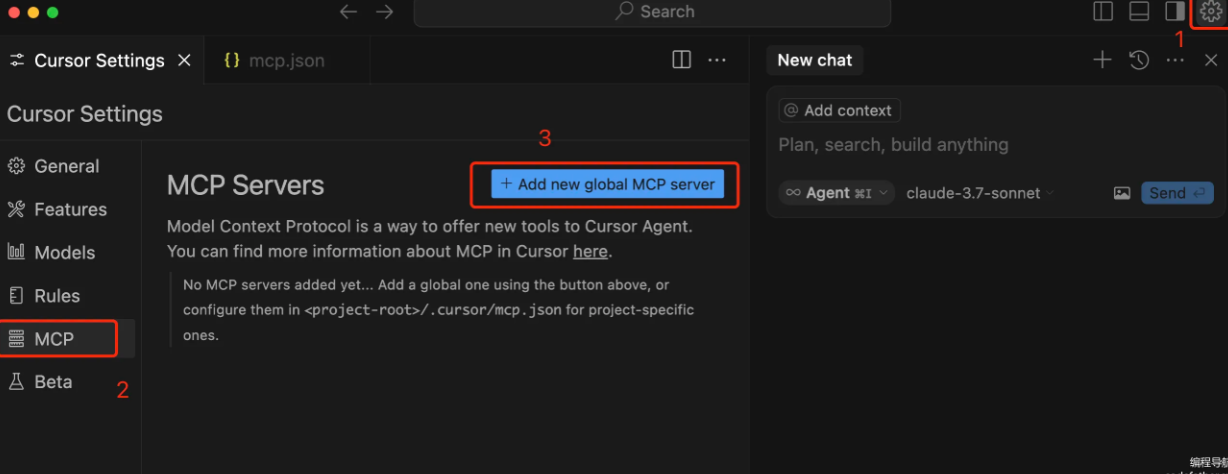 Search
1
Cursor Settings
{} mcp.json
New chat
Cursor Settings
@ Add context
Plan, search, build anything
∞ Agent ⌘I
claude-3.7-sonnet
Send
3
General
Features
Models
Rules
MCP
Beta
2
MCP Servers
+ Add new global MCP server
Model Context Protocol is a way to offer new tools to Cursor Agent.
You can find more information about MCP in Cursor here.
No MCP servers added yet... Add a global one using the button above, or
configure them in <project-root>/.cursor/mcp.json for project-specific
ones.
编程导航